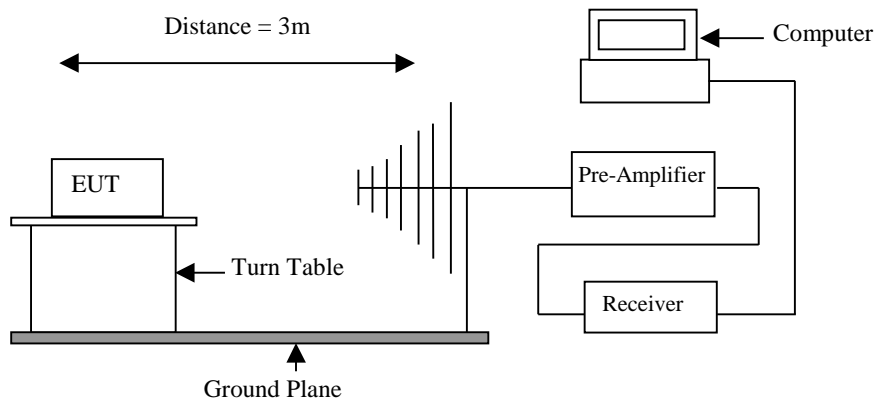 Distance = 3m
Computer
EUT
Pre-Amplifier
Turn Table
Receiver
Ground Plane